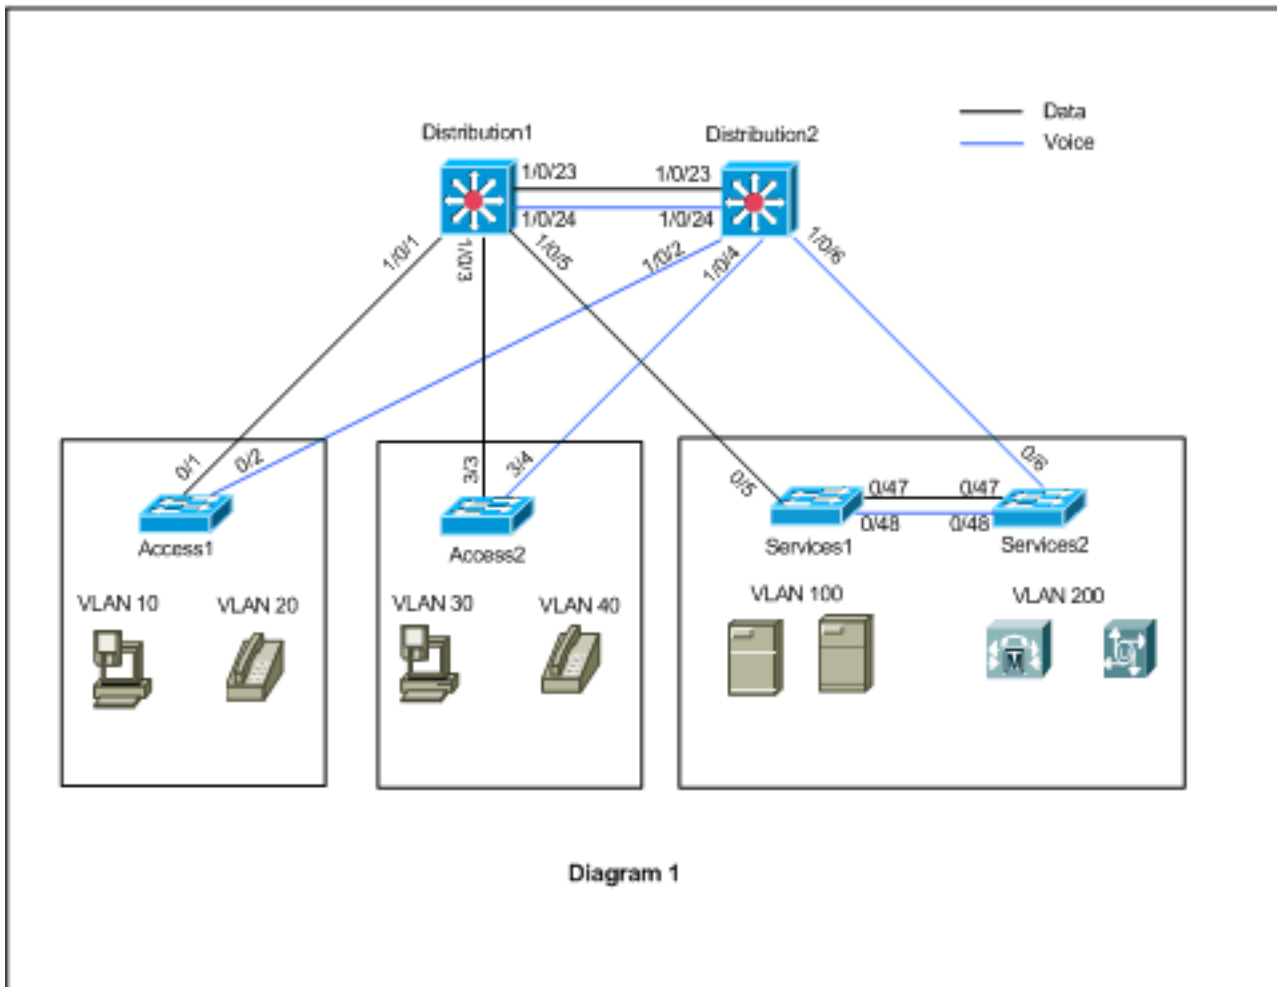 Data
Voice
Distribution1
Distribution2
1/0/23
1/0/23
1/0/24
1/0/24
1/0/1
1/0/3
1/0/5
1/0/2
1/0/4
1/0/6
0/1
0/2
3/3
3/4
0/5
0/6
0/47
0/47
0/48
0/48
Access1
Access2
Services1
Services2
VLAN 10
VLAN 20
VLAN 30
VLAN 40
VLAN 100
VLAN 200
M
U
Diagram 1